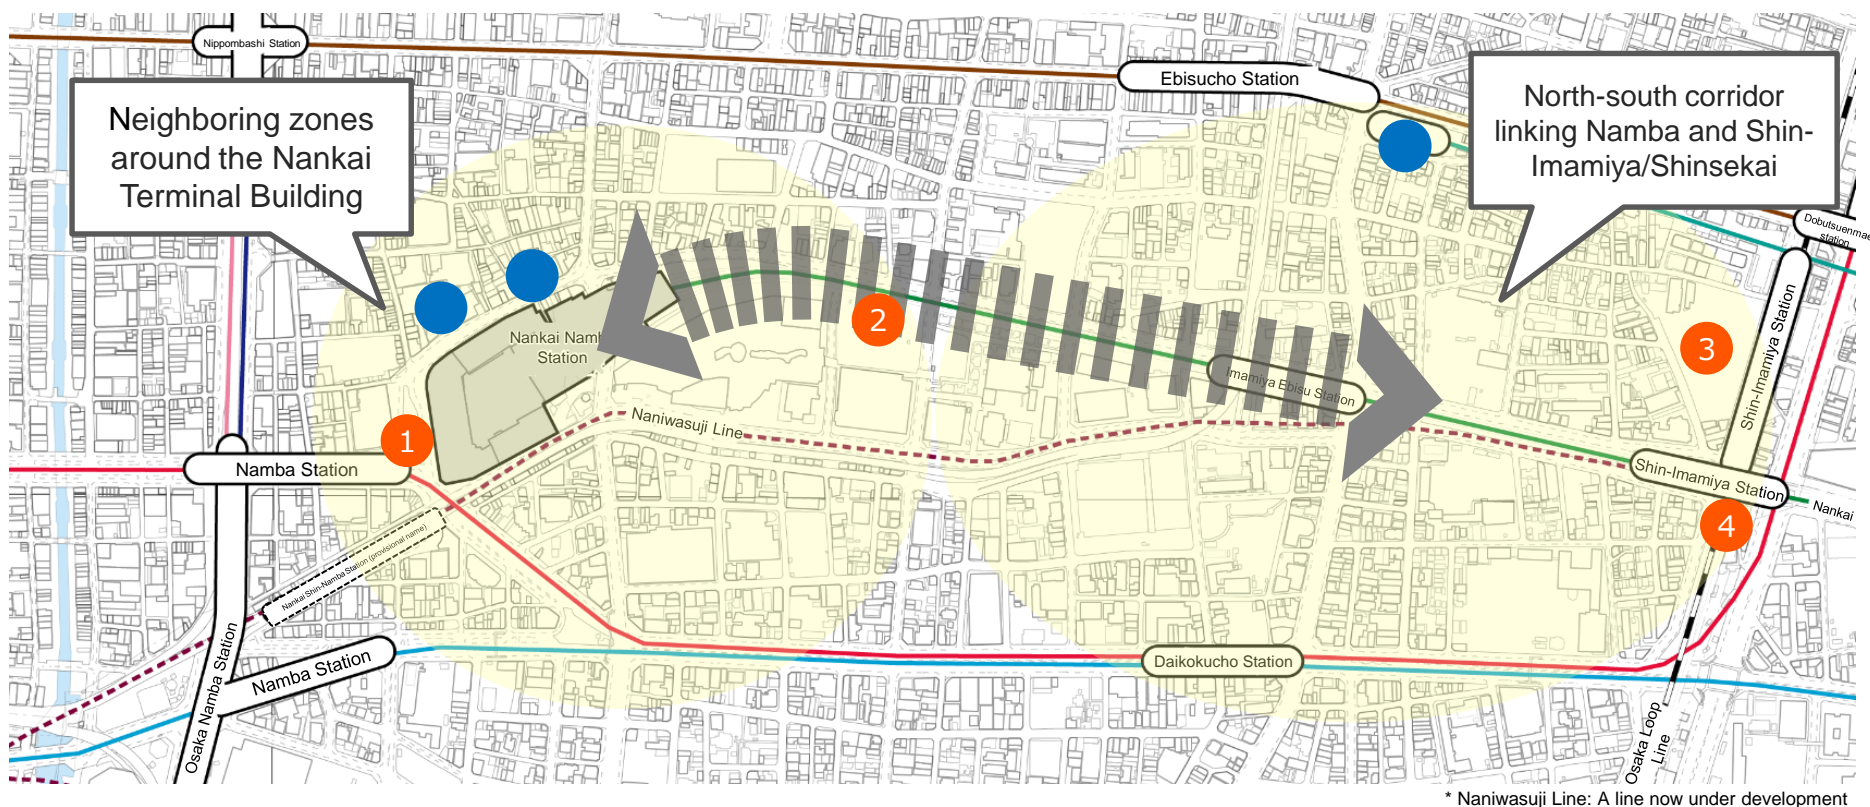 Nippombashi Station
Ebisucho Station
Neighboring zones
around the Nankai
Terminal Building
North-south corridor
linking Namba and Shin-
Imamiya/Shinsekai
Dobutsuenmae
station
Nankai Namb
Station
2
3
Shin-Imamiya Station
Imamiya Ebisu Station
Naniwasuji Line
1
Namba Station
Shin-Imamiya Station
Nankai
4
Nankai Shin-Namba Station (provisional name)
Osaka Namba Station
Namba Station
Daikokucho Station
Osaka Loop
Line
* Naniwasuji Line: A line now under development